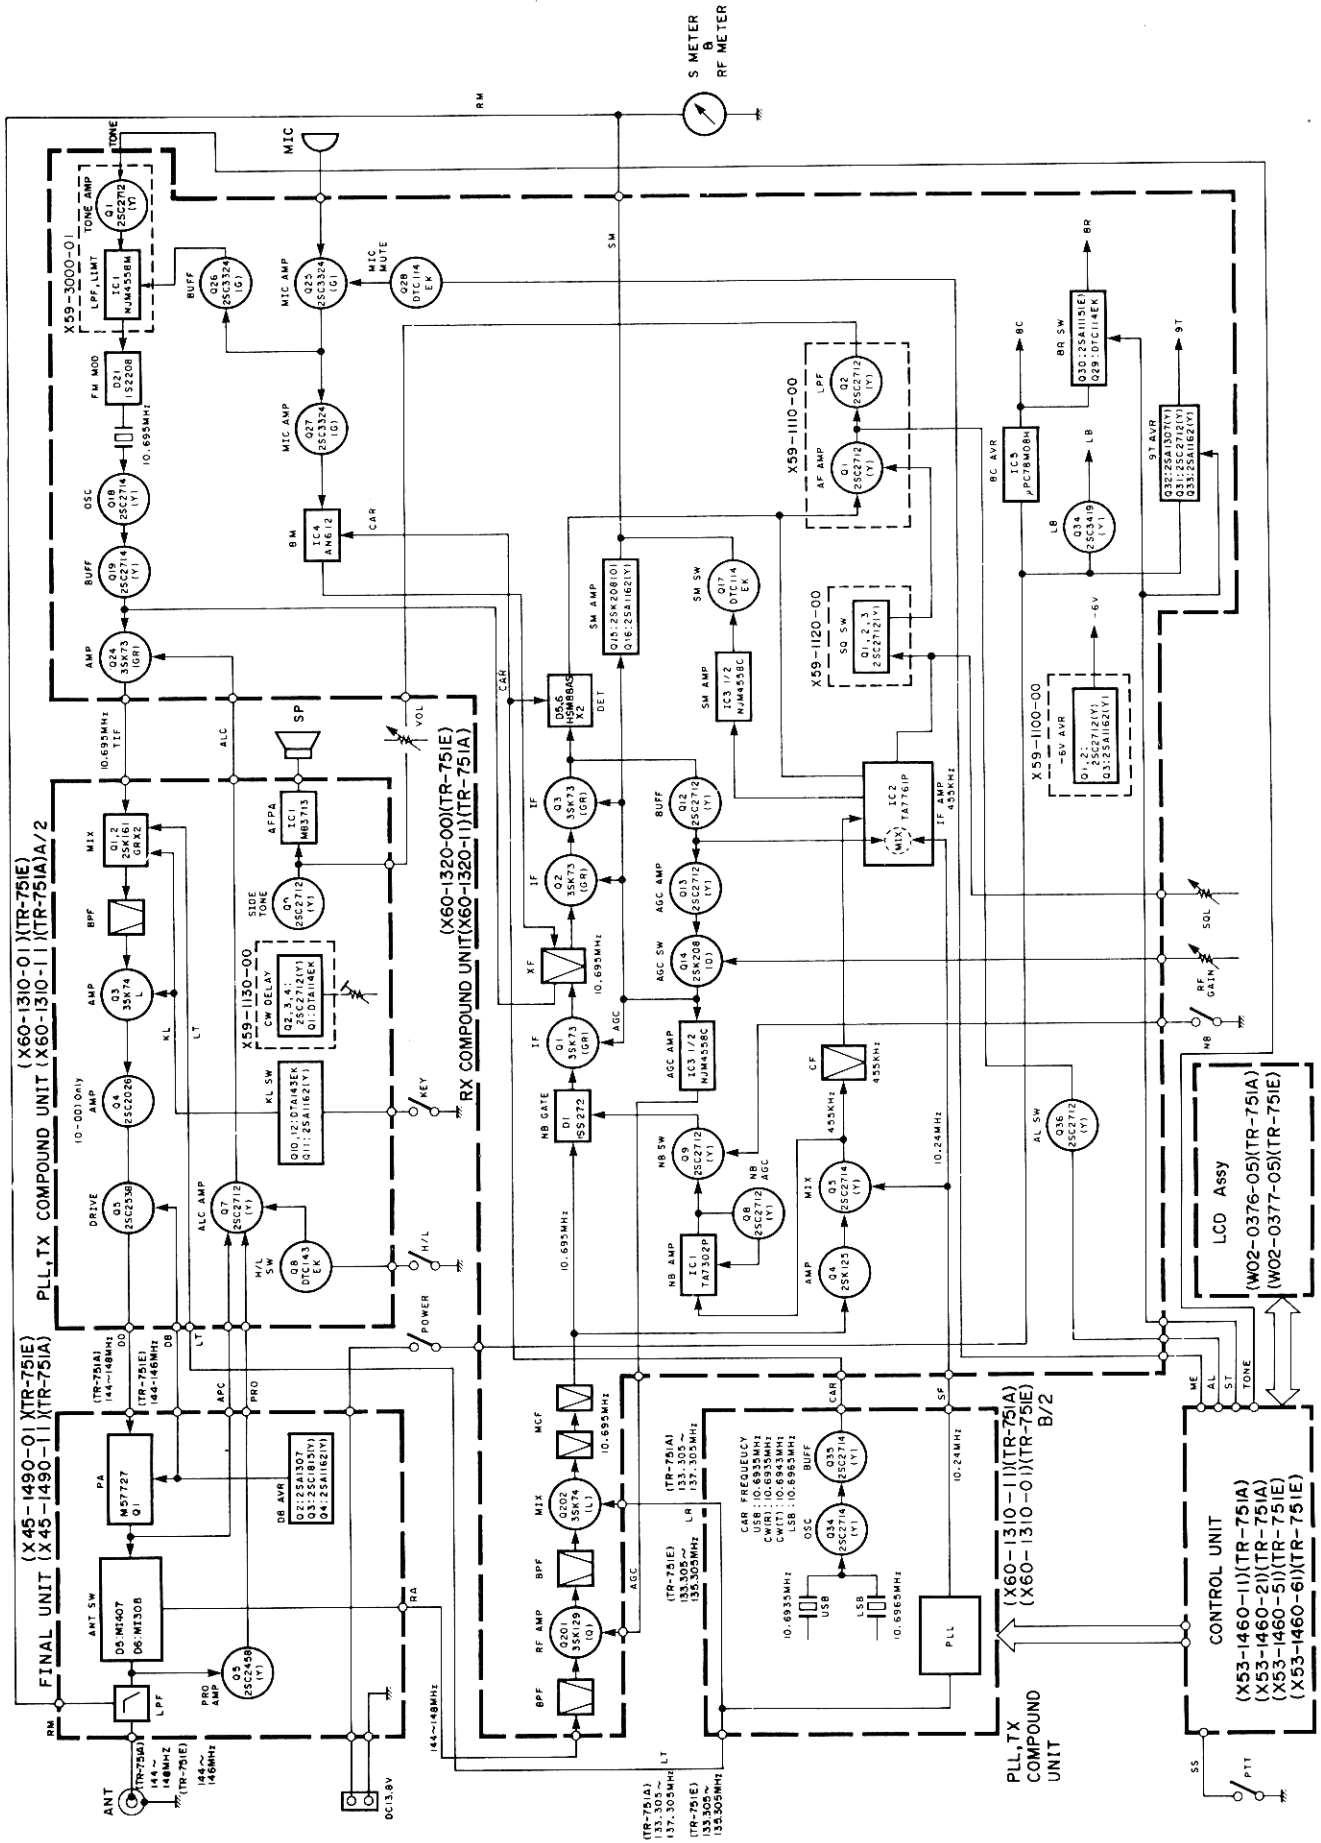 FINAL UNIT (X45-1490-01)(TR-751E)
(X45-1490-11)(TR-751A)
ANT
(TR-751A)
144~
148MHz
(TR-751E)
144~
146MHz
RM
LPF
ANT SW
D5:MI407
D6:MI308
PA
M57727
Q1
PRO
AMP
Q5
2SC2458
(Y)
DB AVR
Q2:2SA1307
Q3:2SC1815(Y)
Q4:2SA1162(Y)
DC13.8V
RA
144~148MHz
(TR-751A)
144~148MHz
(TR-751E)
144~146MHz
DO
DB
LT
APC
PRO
POWER
PLL,TX COMPOUND UNIT (X60-1310-01)(TR-751E)
(X60-1310-11)(TR-751A)A/2
DRIVE
Q5
2SC2538
AMP
Q4
2SC2026
AMP
Q3
3SK74
L
BPF
MIX
Q1,2
2SK161
GRX2
10.695MHz
TIF
KL
LT
ALC AMP
Q7
2SC2712
(Y)
H/L
SW
Q8
DTC143
EK
H/L
KL SW
Q10,12:DTA143EK
Q11:2SA1162(Y)
KEY
X59-1130-00
CW DELAY
Q2,3,4:
2SC2712(Y)
Q1:DTA114EK
SIDE
TONE
2SC2712
(Y)
AFPA
IC1
MB3713
SP
ALC
VOL
X59-3000-01
LPF,LIMT
IC1
NJM4558M
TONE AMP
Q1
2SC2712
(Y)
TONE
AMP
Q24
3SK73
(GR)
BUFF
Q19
2SC2714
(Y)
OSC
Q18
2SC2714
(Y)
10.695MHz
FM MOD
D21
1S2208
BUFF
Q26
2SC3324
(G)
MIC AMP
Q25
2SC3324
(G)
MIC
MIC
MUTE
Q28
DTC114
EK
MIC AMP
Q27
2SC3324
(G)
BM
IC4
AN612
CAR
RM
S METER
&
RF METER
SM
RX COMPOUND UNIT(X60-1320-00)(TR-751E)
(X60-1320-11)(TR-751A)
BPF
RF AMP
Q201
3SK129
(Q)
BPF
MIX
Q202
3SK74
(L)
MCF
10.695MHz
10.695MHz
NB GATE
D1
1SS272
IF
Q1
3SK73
(GR)
XF
10.695MHz
IF
Q2
3SK73
(GR)
IF
Q3
3SK73
(GR)
D5,6
HSM88AS
X2
DET
CAR
AGC
AGC
SM AMP
Q15:2SK208(O)
Q16:2SA1162(Y)
BUFF
Q12
2SC2712
(Y)
AGC AMP
Q13
2SC2712
(Y)
AGC SW
Q14
2SK208
(O)
AGC AMP
IC3 1/2
NJM4558C
NB SW
Q9
2SC2712
(Y)
NB AMP
IC1
TA7302P
NB
AGC
Q8
2SC2712
(Y)
AMP
Q4
2SK125
MIX
Q5
2SC2714
(Y)
455KHz
CF
455KHz
10.24MHz
IC2
TA7761P
(MIX)
IF AMP
455KHz
SM AMP
IC3 1/2
NJM4558C
SM SW
Q17
DTC114
EK
X59-1110-00
AF AMP
Q1
2SC2712
(Y)
LPF
Q2
2SC2712
(Y)
X59-1120-00
SQ SW
Q1,2,3
2SC2712(Y)
X59-1100-00
-6V AVR
Q1,2:
2SC2712(Y)
Q3:2SA1162(Y)
-6V
LB
Q34
2SC3419
(Y)
LB
8C AVR
IC5
μPC78M08H
8C
8R SW
Q30:2SA1115(E)
Q29:DTC114EK
8R
9T AVR
Q32:2SA1307(Y)
Q31:2SC2712(Y)
Q33:2SA1162(Y)
9T
AL SW
Q36
2SC2712
(Y)
NB
RF
GAIN
SQL
(TR-751A)
133.305~
137.305MHz
(TR-751E)
133.305~
135.305MHz
LT
LR
(TR-751E)
133.305~
135.305MHz
(TR-751A)
133.305~
137.305MHz
CAR FREQUEUCY
USB:10.6935MHz
CW(R):10.6935MHz
CW(T):10.6943MHz
LSB:10.6965MHz
OSC
Q34
2SC2714
(Y)
BUFF
Q35
2SC2714
(Y)
CAR
10.6935MHz
USB
LSB
10.6965MHz
PLL
10.24MHz
SF
PLL,TX
COMPOUND
UNIT
(X60-1310-11)(TR-751A)
(X60-1310-01)(TR-751E)
B/2
CONTROL UNIT
(X53-1460-11)(TR-751A)
(X53-1460-21)(TR-751A)
(X53-1460-51)(TR-751E)
(X53-1460-61)(TR-751E)
SS
PTT
ME
AL
ST
TONE
LCD Assy
(W02-0376-05)(TR-751A)
(W02-0377-05)(TR-751E)